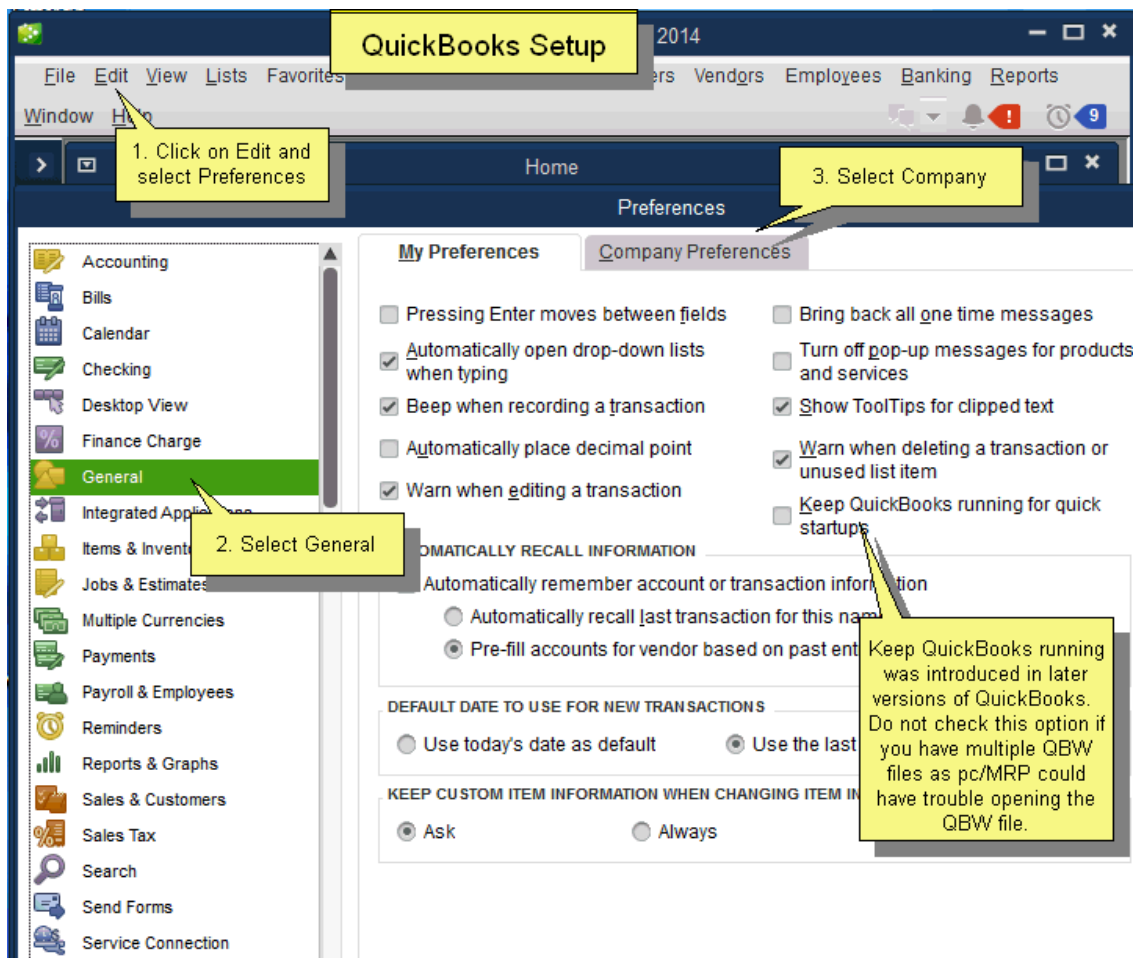 QuickBooks Setup
2014
File Edit View Lists Favorites ers Vendors Employees Banking Reports
Window Help
! 9
1. Click on Edit and
select Preferences
Home
3. Select Company
Preferences
My Preferences Company Preferences
Accounting
Bills
Calendar
Checking
Desktop View
% Finance Charge
General
Integrated Applications
2. Select General
Items & Invent
Jobs & Estimates
Multiple Currencies
Payments
Payroll & Employees
Reminders
Reports & Graphs
Sales & Customers
% Sales Tax
Search
Send Forms
Service Connection
Pressing Enter moves between fields
Automatically open drop-down lists
when typing
Beep when recording a transaction
Automatically place decimal point
Warn when editing a transaction
Bring back all one time messages
Turn off pop-up messages for products
and services
Show ToolTips for clipped text
Warn when deleting a transaction or
unused list item
Keep QuickBooks running for quick
startups
OMATICALLY RECALL INFORMATION
Automatically remember account or transaction information
Automatically recall last transaction for this nam
Pre-fill accounts for vendor based on past ent
Keep QuickBooks running
was introduced in later
versions of QuickBooks.
Do not check this option if
you have multiple QBW
files as pc/MRP could
have trouble opening the
QBW file.
DEFAULT DATE TO USE FOR NEW TRANSACTIONS
Use today's date as default Use the last
KEEP CUSTOM ITEM INFORMATION WHEN CHANGING ITEM IN
Ask Always